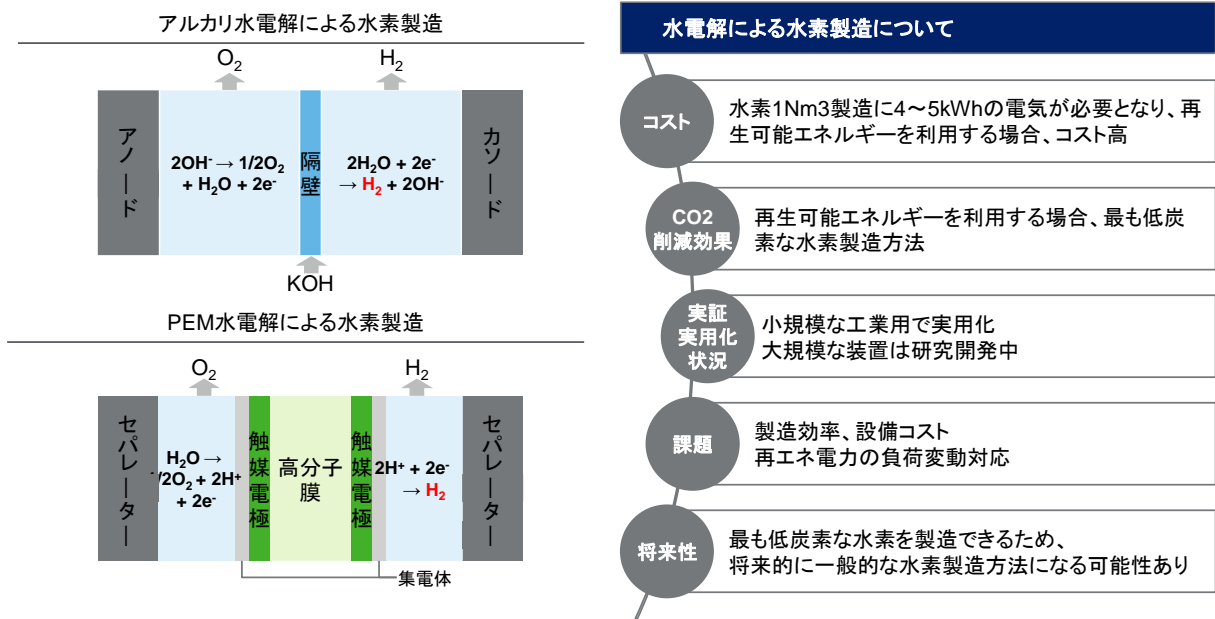 アルカリ水電解による水素製造
O₂
H₂
アノード
2OH⁻ → 1/2O₂
+ H₂O + 2e⁻
隔壁
2H₂O + 2e⁻
→ H₂ + 2OH⁻
カソード
KOH
PEM水電解による水素製造
O₂
H₂
セパレーター
H₂O →
1/2O₂ + 2H⁺
+ 2e⁻
触媒電極
高分子
膜
触媒電極
2H⁺ + 2e⁻
→ H₂
セパレーター
集電体
水電解による水素製造について
コスト
水素1Nm3製造に4~5kWhの電気が必要となり、再
生可能エネルギーを利用する場合、コスト高
CO2
削減効果
再生可能エネルギーを利用する場合、最も低炭
素な水素製造方法
実証
実用化
状況
小規模な工業用で実用化
大規模な装置は研究開発中
課題
製造効率、設備コスト
再エネ電力の負荷変動対応
将来性
最も低炭素な水素を製造できるため、
将来的に一般的な水素製造方法になる可能性あり